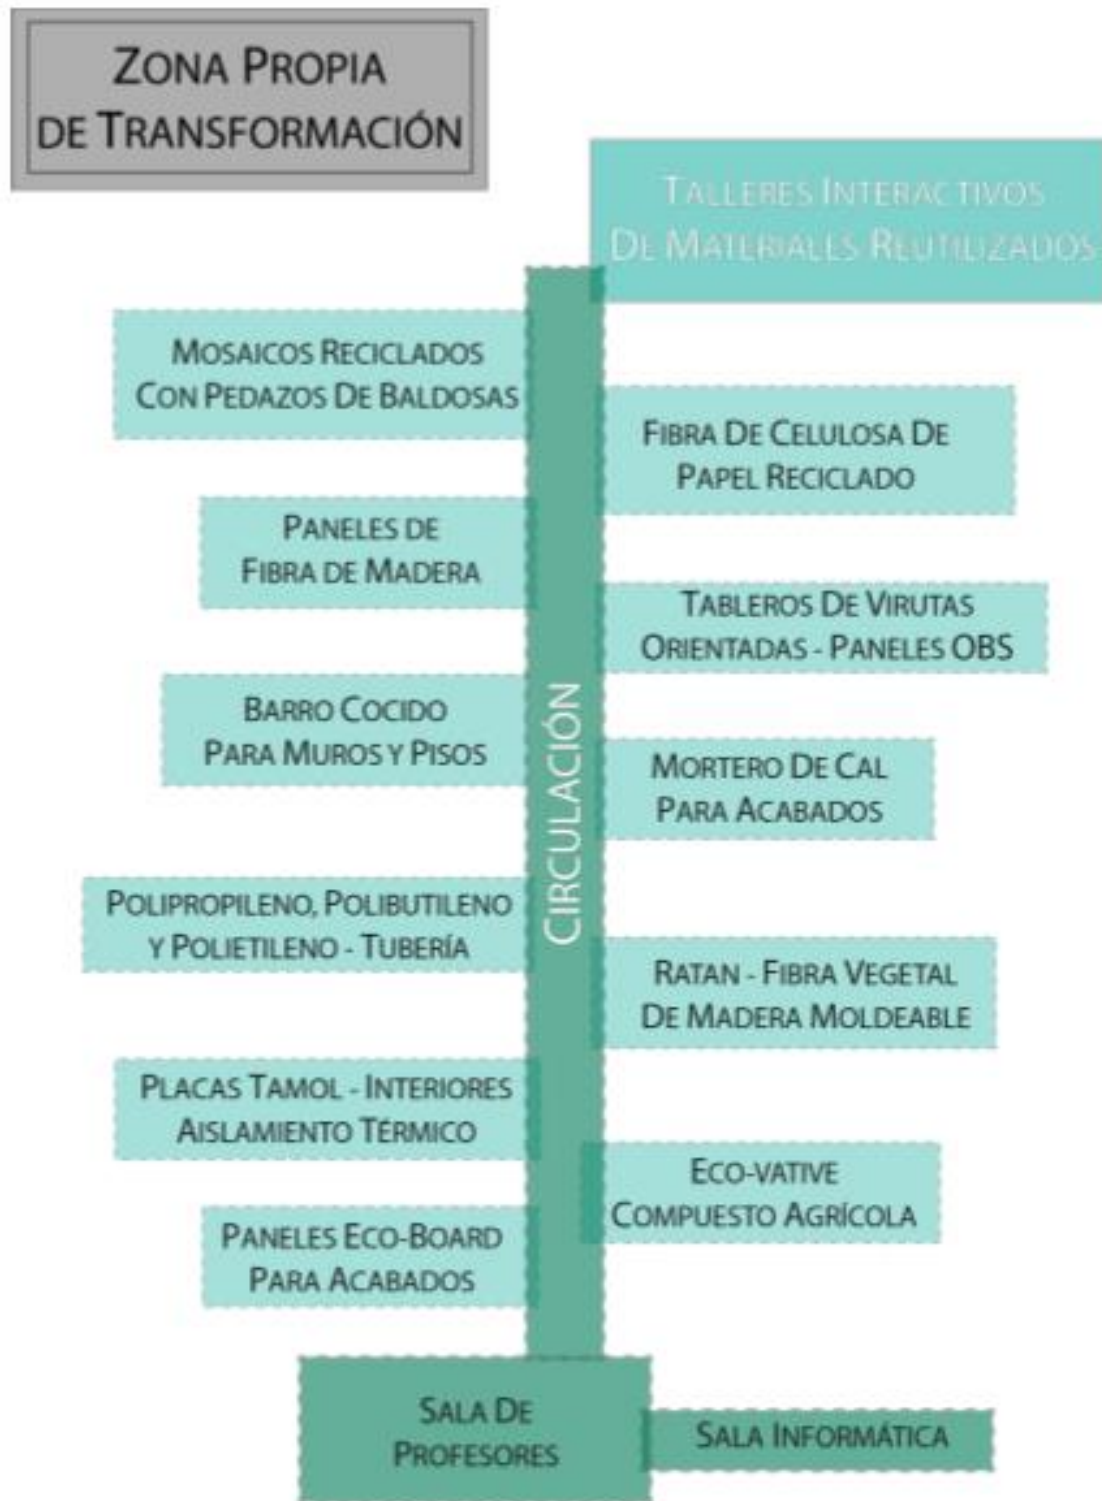 ZONA PROPIA
DE TRANSFORMACIÓN
TALLERES INTERACTIVOS
DE MATERIALES REUTILIZADOS
MOSAICOS RECICLADOS
CON PEDAZOS DE BALDOSAS
FIBRA DE CELULOSA DE
PAPEL RECICLADO
PANELES DE
FIBRA DE MADERA
TABLEROS DE VIRUTAS
ORIENTADAS - PANELES OBS
BARRO COCIDO
PARA MUROS Y PISOS
CIRCULACIÓN
MORTERO DE CAL
PARA ACABADOS
POLIPROPILENO, POLIBUTILENO
Y POLIETILENO - TUBERÍA
RATAN - FIBRA VEGETAL
DE MADERA MOLDEABLE
PLACAS TAMOL - INTERIORES
AISLAMIENTO TÉRMICO
ECO-VATIVE
COMPUESTO AGRÍCOLA
PANELES ECO-BOARD
PARA ACABADOS
SALA DE
PROFESORES
SALA INFORMÁTICA